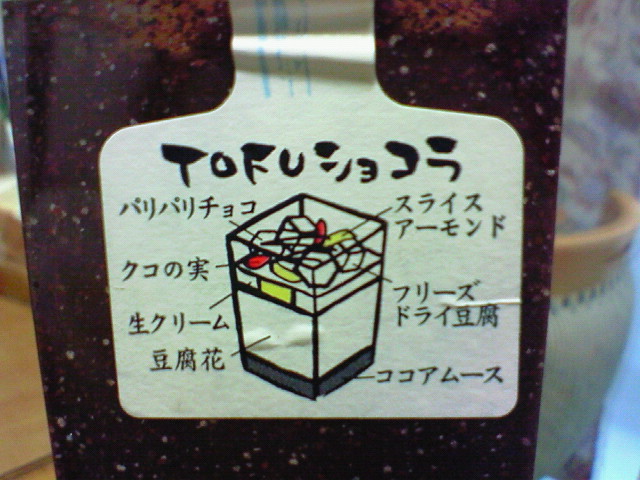 TOFUショコラ
パリパリチョコ
クコの実
生クリーム
豆腐花
スライス
アーモンド
フリーズ
ドライ豆腐
ココアムース